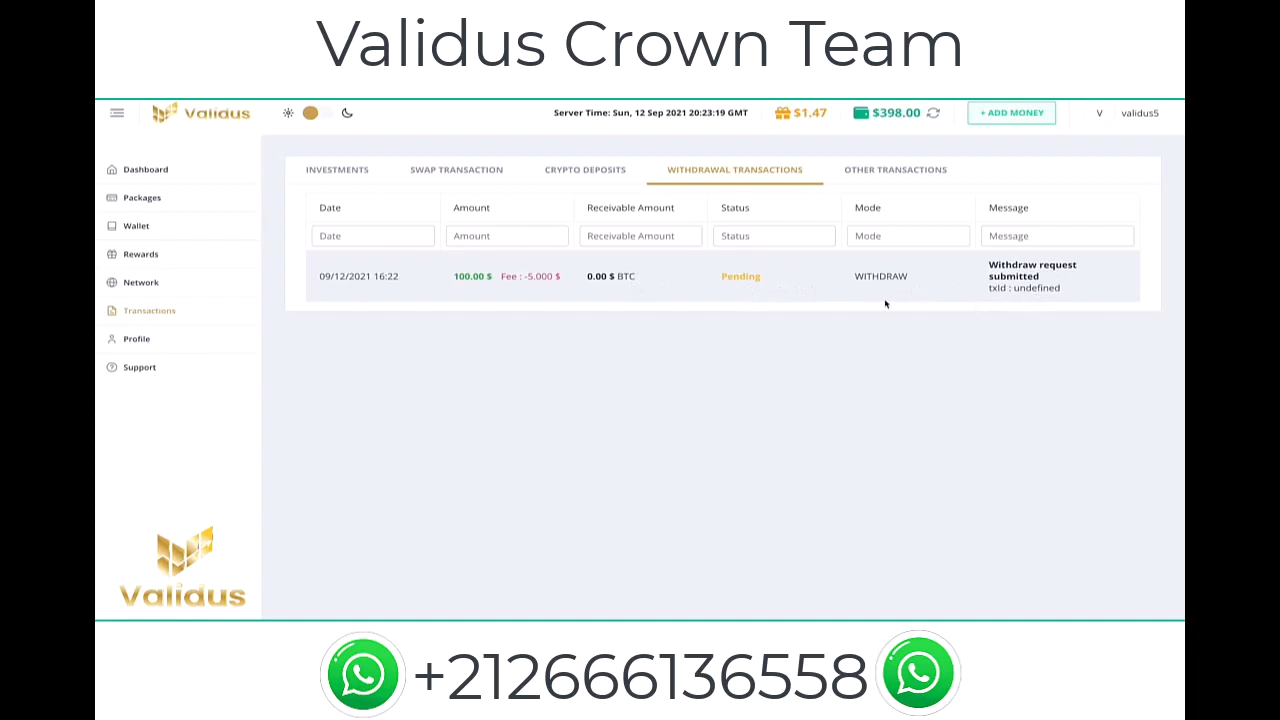 Validus Crown Team
Validus
Server Time: Sun, 12 Sep 2021 20:23:19 GMT
$1.47
$398.00
+ ADD MONEY
V
validus5
Dashboard
Packages
Wallet
Rewards
Network
Transactions
Profile
Support
INVESTMENTS SWAP TRANSACTION CRYPTO DEPOSITS WITHDRAWAL TRANSACTIONS OTHER TRANSACTIONS
Date Amount Receivable Amount Status Mode Message
Date Amount Receivable Amount Status Mode Message
09/12/2021 16:22 100.00 $ Fee : -5.000 $ 0.00 $ BTC Pending WITHDRAW Withdraw request
submitted
txId : undefined
Validus
+212666136558